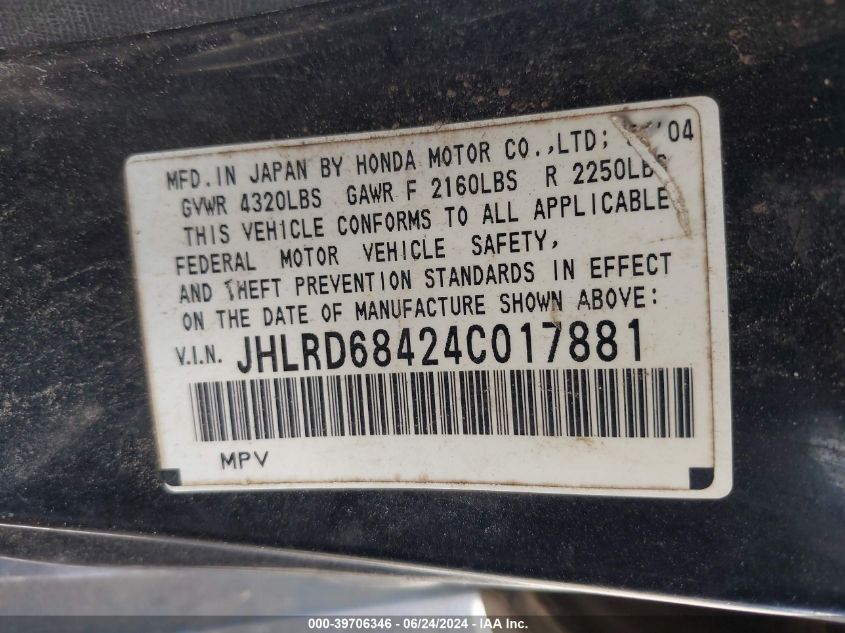 MFD. IN JAPAN BY HONDA MOTOR CO., LTD; '04
GVWR 4320LBS GAWR F 2160LBS R 2250LBS
THIS VEHICLE CONFORMS TO ALL APPLICABLE
FEDERAL MOTOR VEHICLE SAFETY,
AND THEFT PREVENTION STANDARDS IN EFFECT
ON THE DATE OF MANUFACTURE SHOWN ABOVE:
V.I.N. JHLRD68424C017881
MPV
000-39706346 - 06/24/2024 - IAA Inc.